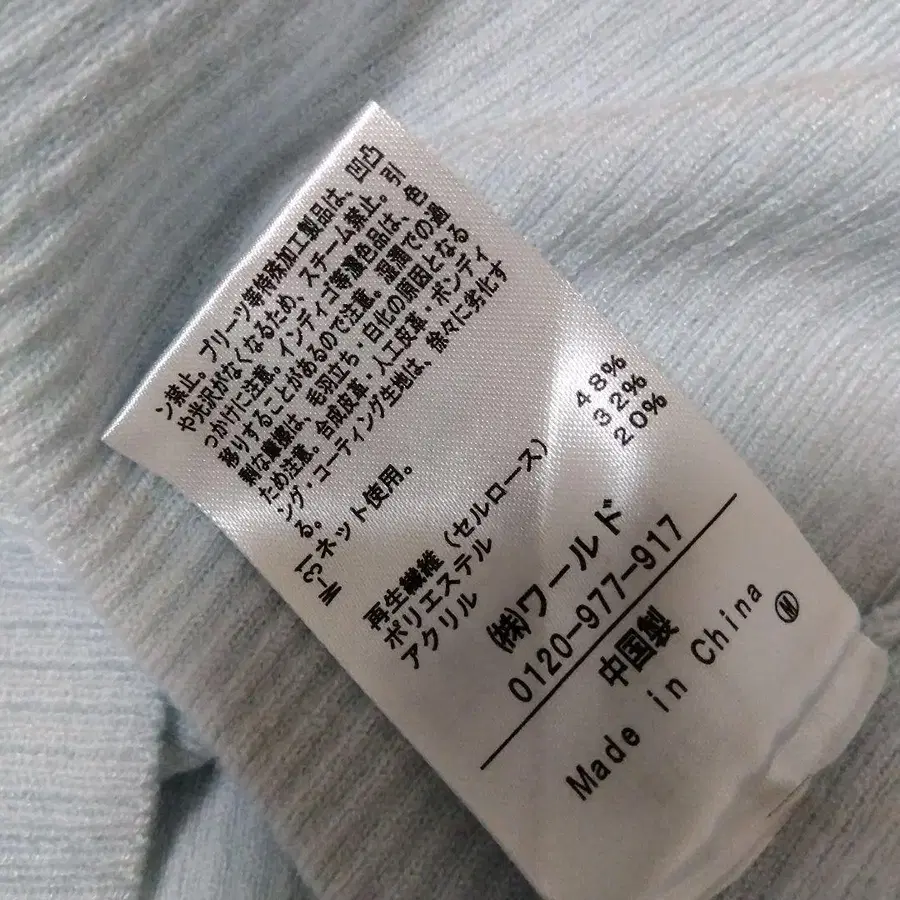 ン禁止。プリーツ等特殊加工製品は、凹凸
や光沢がなくなるため、スチーム禁止。引
っかけに注意。インディゴ等濃色品は、色
移りすることがあるので注意。湿潤での過
剰な摩擦は、毛羽立ち・白化の原因となる
ため注意。合成皮革・人工皮革・ボンディ
ング・コーティング生地は、徐々に劣化す
る。
ネット使用。
再生繊維(セルロース) 48%
ポリエステル 32%
アクリル 20%
㈱ワールド
0120-977-917
中国製
Made in China